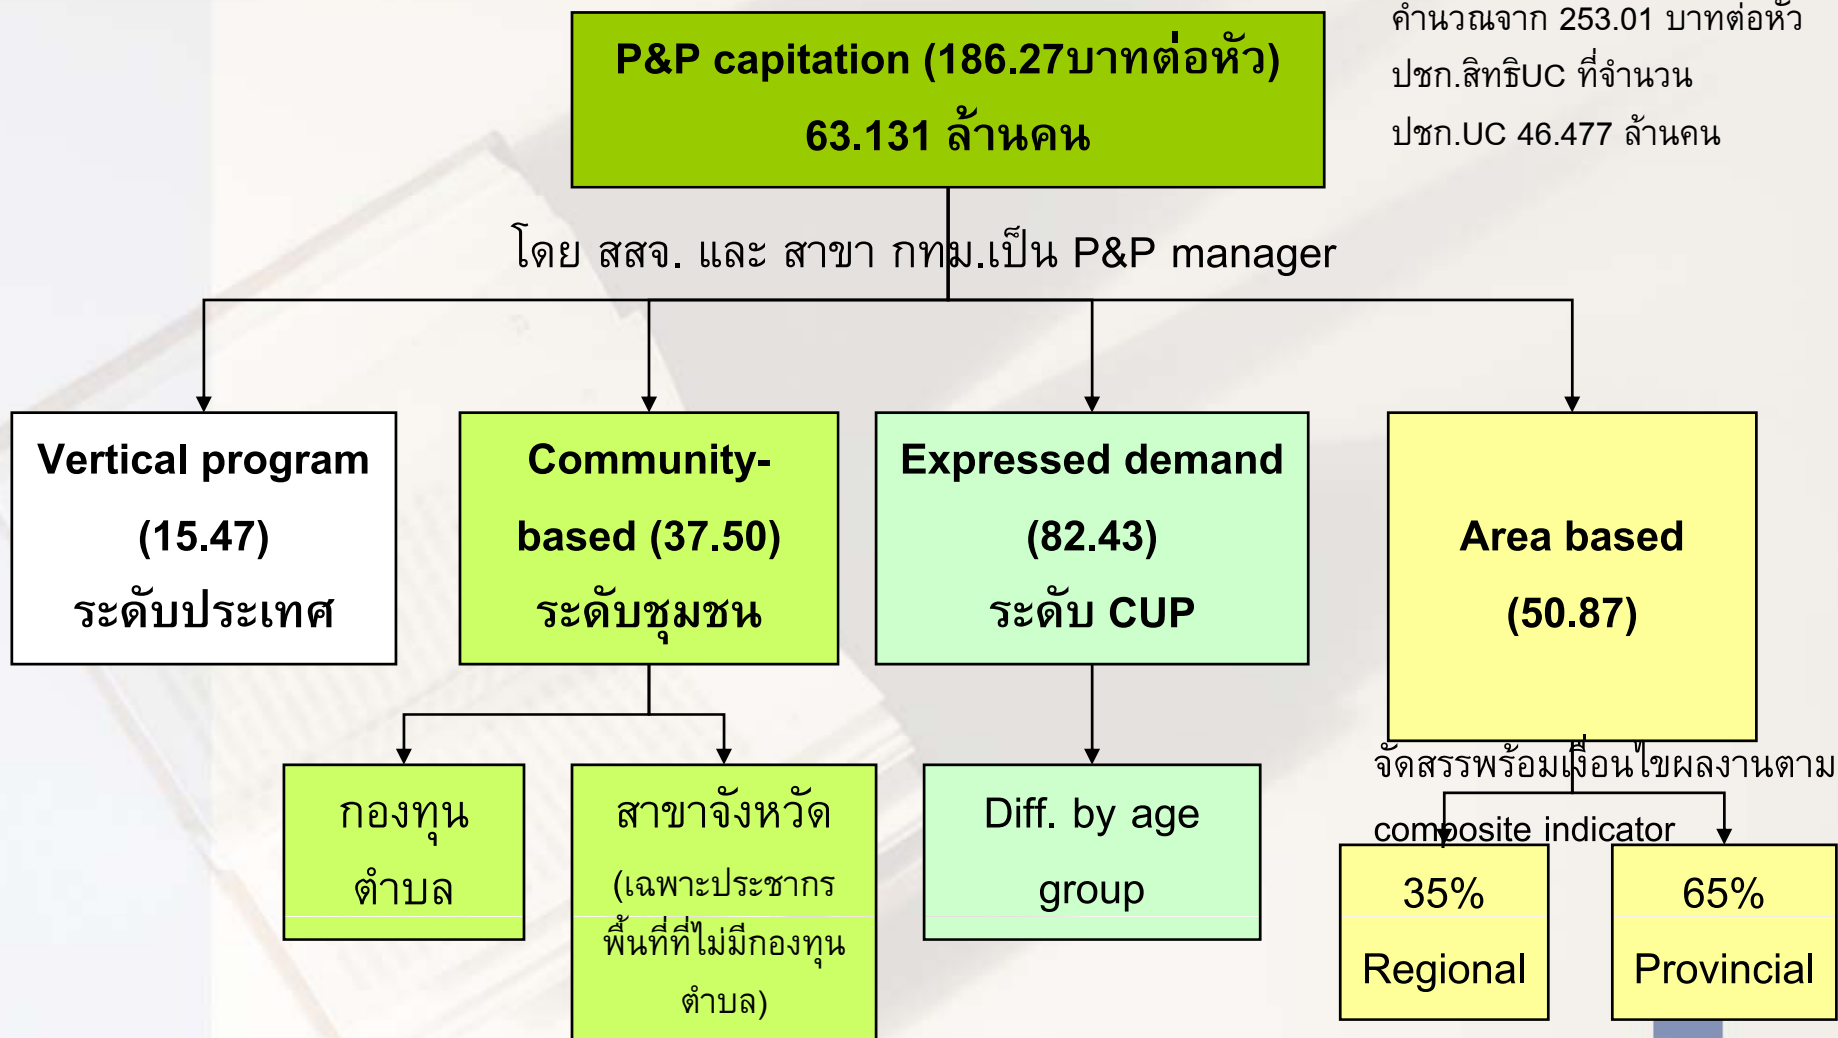 คำนวณจาก 253.01 บาทต่อหัว
ปชก.สิทธิUC ที่จำนวน
ปชก.UC 46.477 ล้านคน
P&P capitation (186.27บาทต่อหัว)
63.131 ล้านคน
โดย สสจ. และ สาขา กทม.เป็น P&P manager
Vertical program
(15.47)
ระดับประเทศ
Community-
based (37.50)
ระดับชุมชน
Expressed demand
(82.43)
ระดับ CUP
Area based
(50.87)
กองทุน
ตำบล
สาขาจังหวัด
(เฉพาะประชากร
พื้นที่ที่ไม่มีกองทุน
ตำบล)
Diff. by age
group
จัดสรรพร้อมเงื่อนไขผลงานตาม
composite indicator
35%
Regional
65%
Provincial